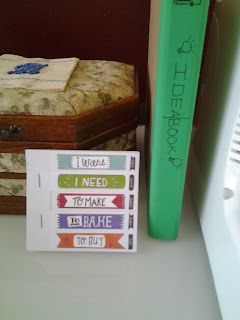 I want
I NEED
TO MAKE
TO BAKE
TO BUY
IDEABOOK